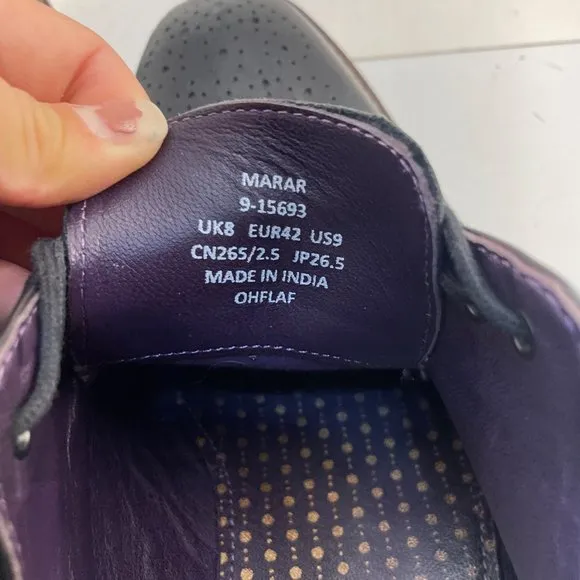 MARAR
9-15693
UK8 EUR42 US9
CN265/2.5 JP26.5
MADE IN INDIA
OHFLAF